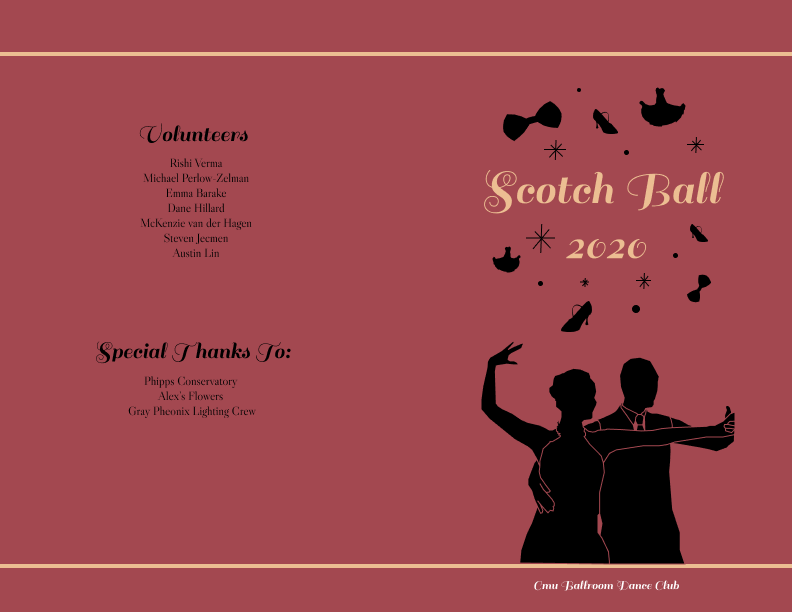 Volunteers
Rishi Verma
Michael Perlow-Zelman
Emma Barake
Dane Hillard
McKenzie van der Hagen
Steven Jecmen
Austin Lin
Special Thanks To:
Phipps Conservatory
Alex's Flowers
Gray Pheonix Lighting Crew
Scotch Ball
2020
Cmu Ballroom Dance Club